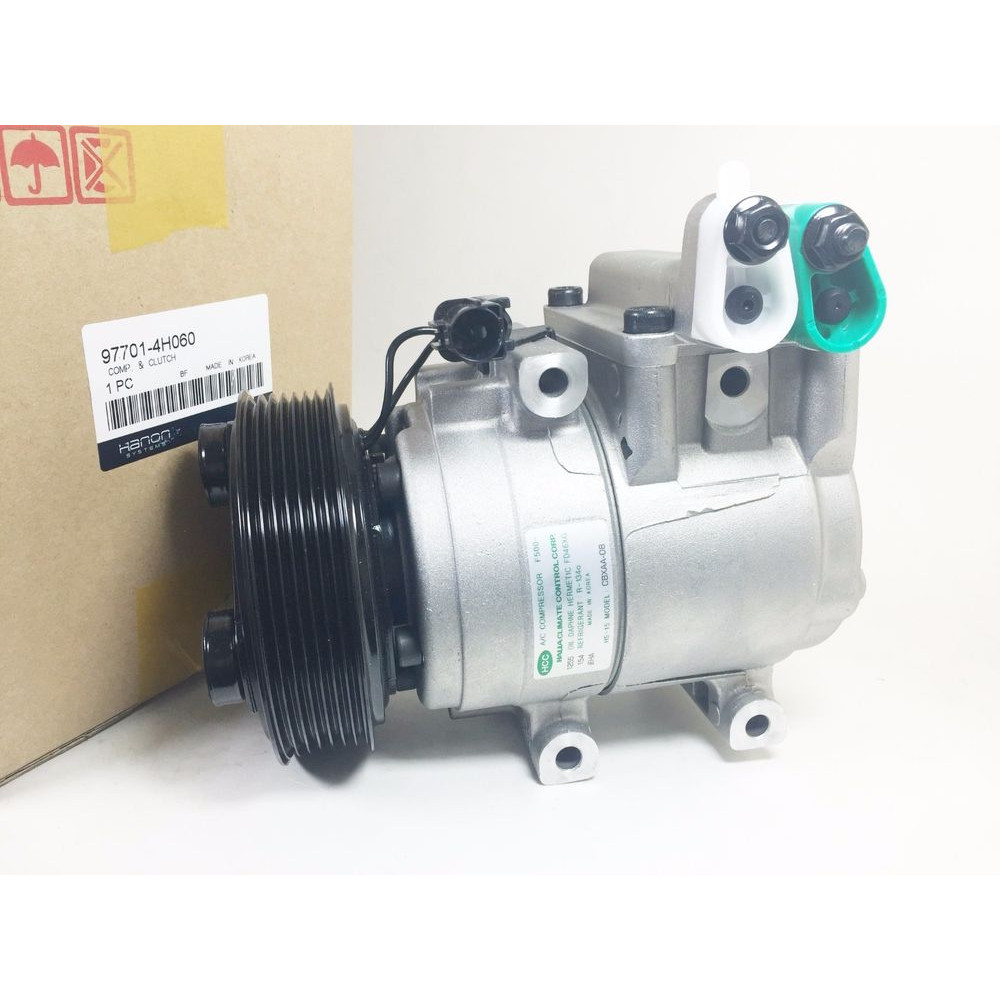 97701-4H060
COMP. & CLUTCH
1 PC BF MADE IN KOREA
Hanon
SYSTEMS
HCC A/C COMPRESSOR F500
HALLA CLIMATE CONTROL CORP.
OIL DAPHNE HERMETIC
REFRIGERANT R-134a
MADE IN KOREA
HS-15 MODEL CBXAA-08